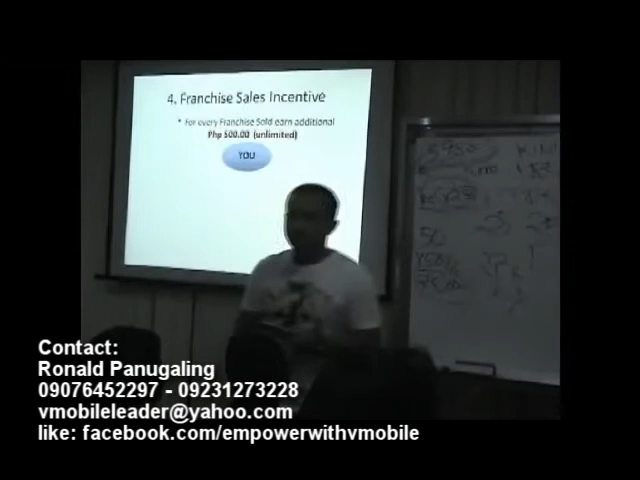 4. Franchise Sales Incentive
* For every Franchise Sold earn additional
Php 500.00 (unlimited)
YOU
50
Contact:
Ronald Panugaling
09076452297 - 09231273228
vmobileleader@yahoo.com
like: facebook.com/empowerwithvmobile